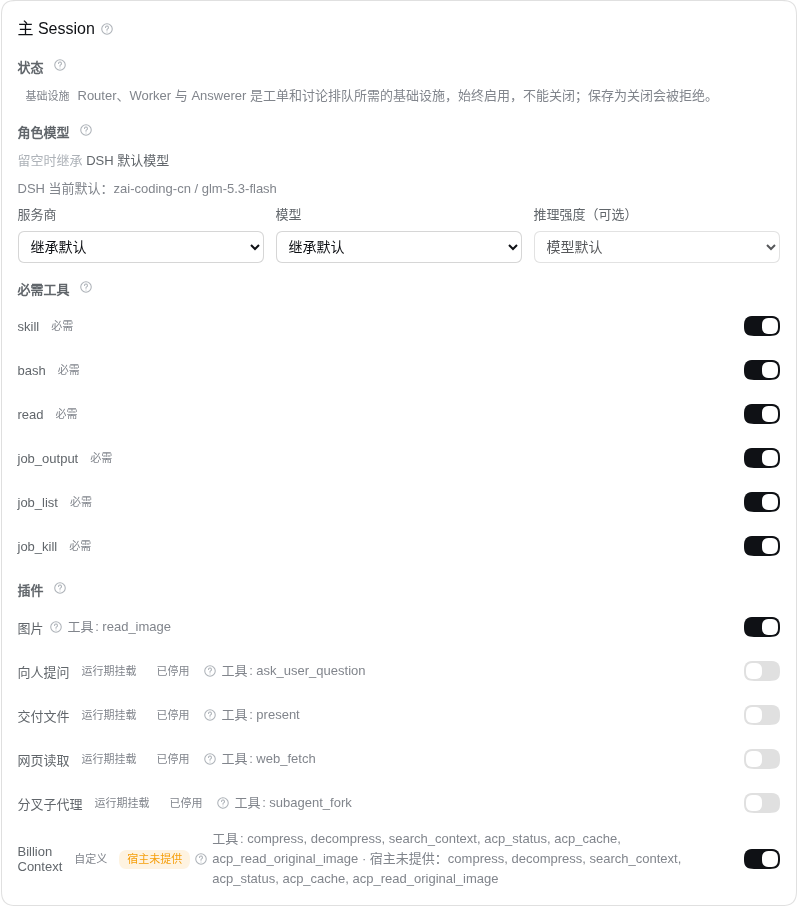 主 Session
状态
基础设施 Router、Worker 与 Answerer 是工单和讨论排队所需的基础设施，始终启用，不能关闭；保存为关闭会被拒绝。
角色模型
留空时继承 DSH 默认模型
DSH 当前默认：zai-coding-cn / glm-5.3-flash
服务商 模型 推理强度（可选）
继承默认 继承默认 模型默认
必需工具
skill 必需
bash 必需
read 必需
job_output 必需
job_list 必需
job_kill 必需
插件
图片 工具: read_image
向人提问 运行期挂载 已停用 工具: ask_user_question
交付文件 运行期挂载 已停用 工具: present
网页读取 运行期挂载 已停用 工具: web_fetch
分叉子代理 运行期挂载 已停用 工具: subagent_fork
Billion Context 自定义 宿主未提供 工具: compress, decompress, search_context, acp_status, acp_cache,
acp_read_original_image · 宿主未提供：compress, decompress, search_context,
acp_status, acp_cache, acp_read_original_image